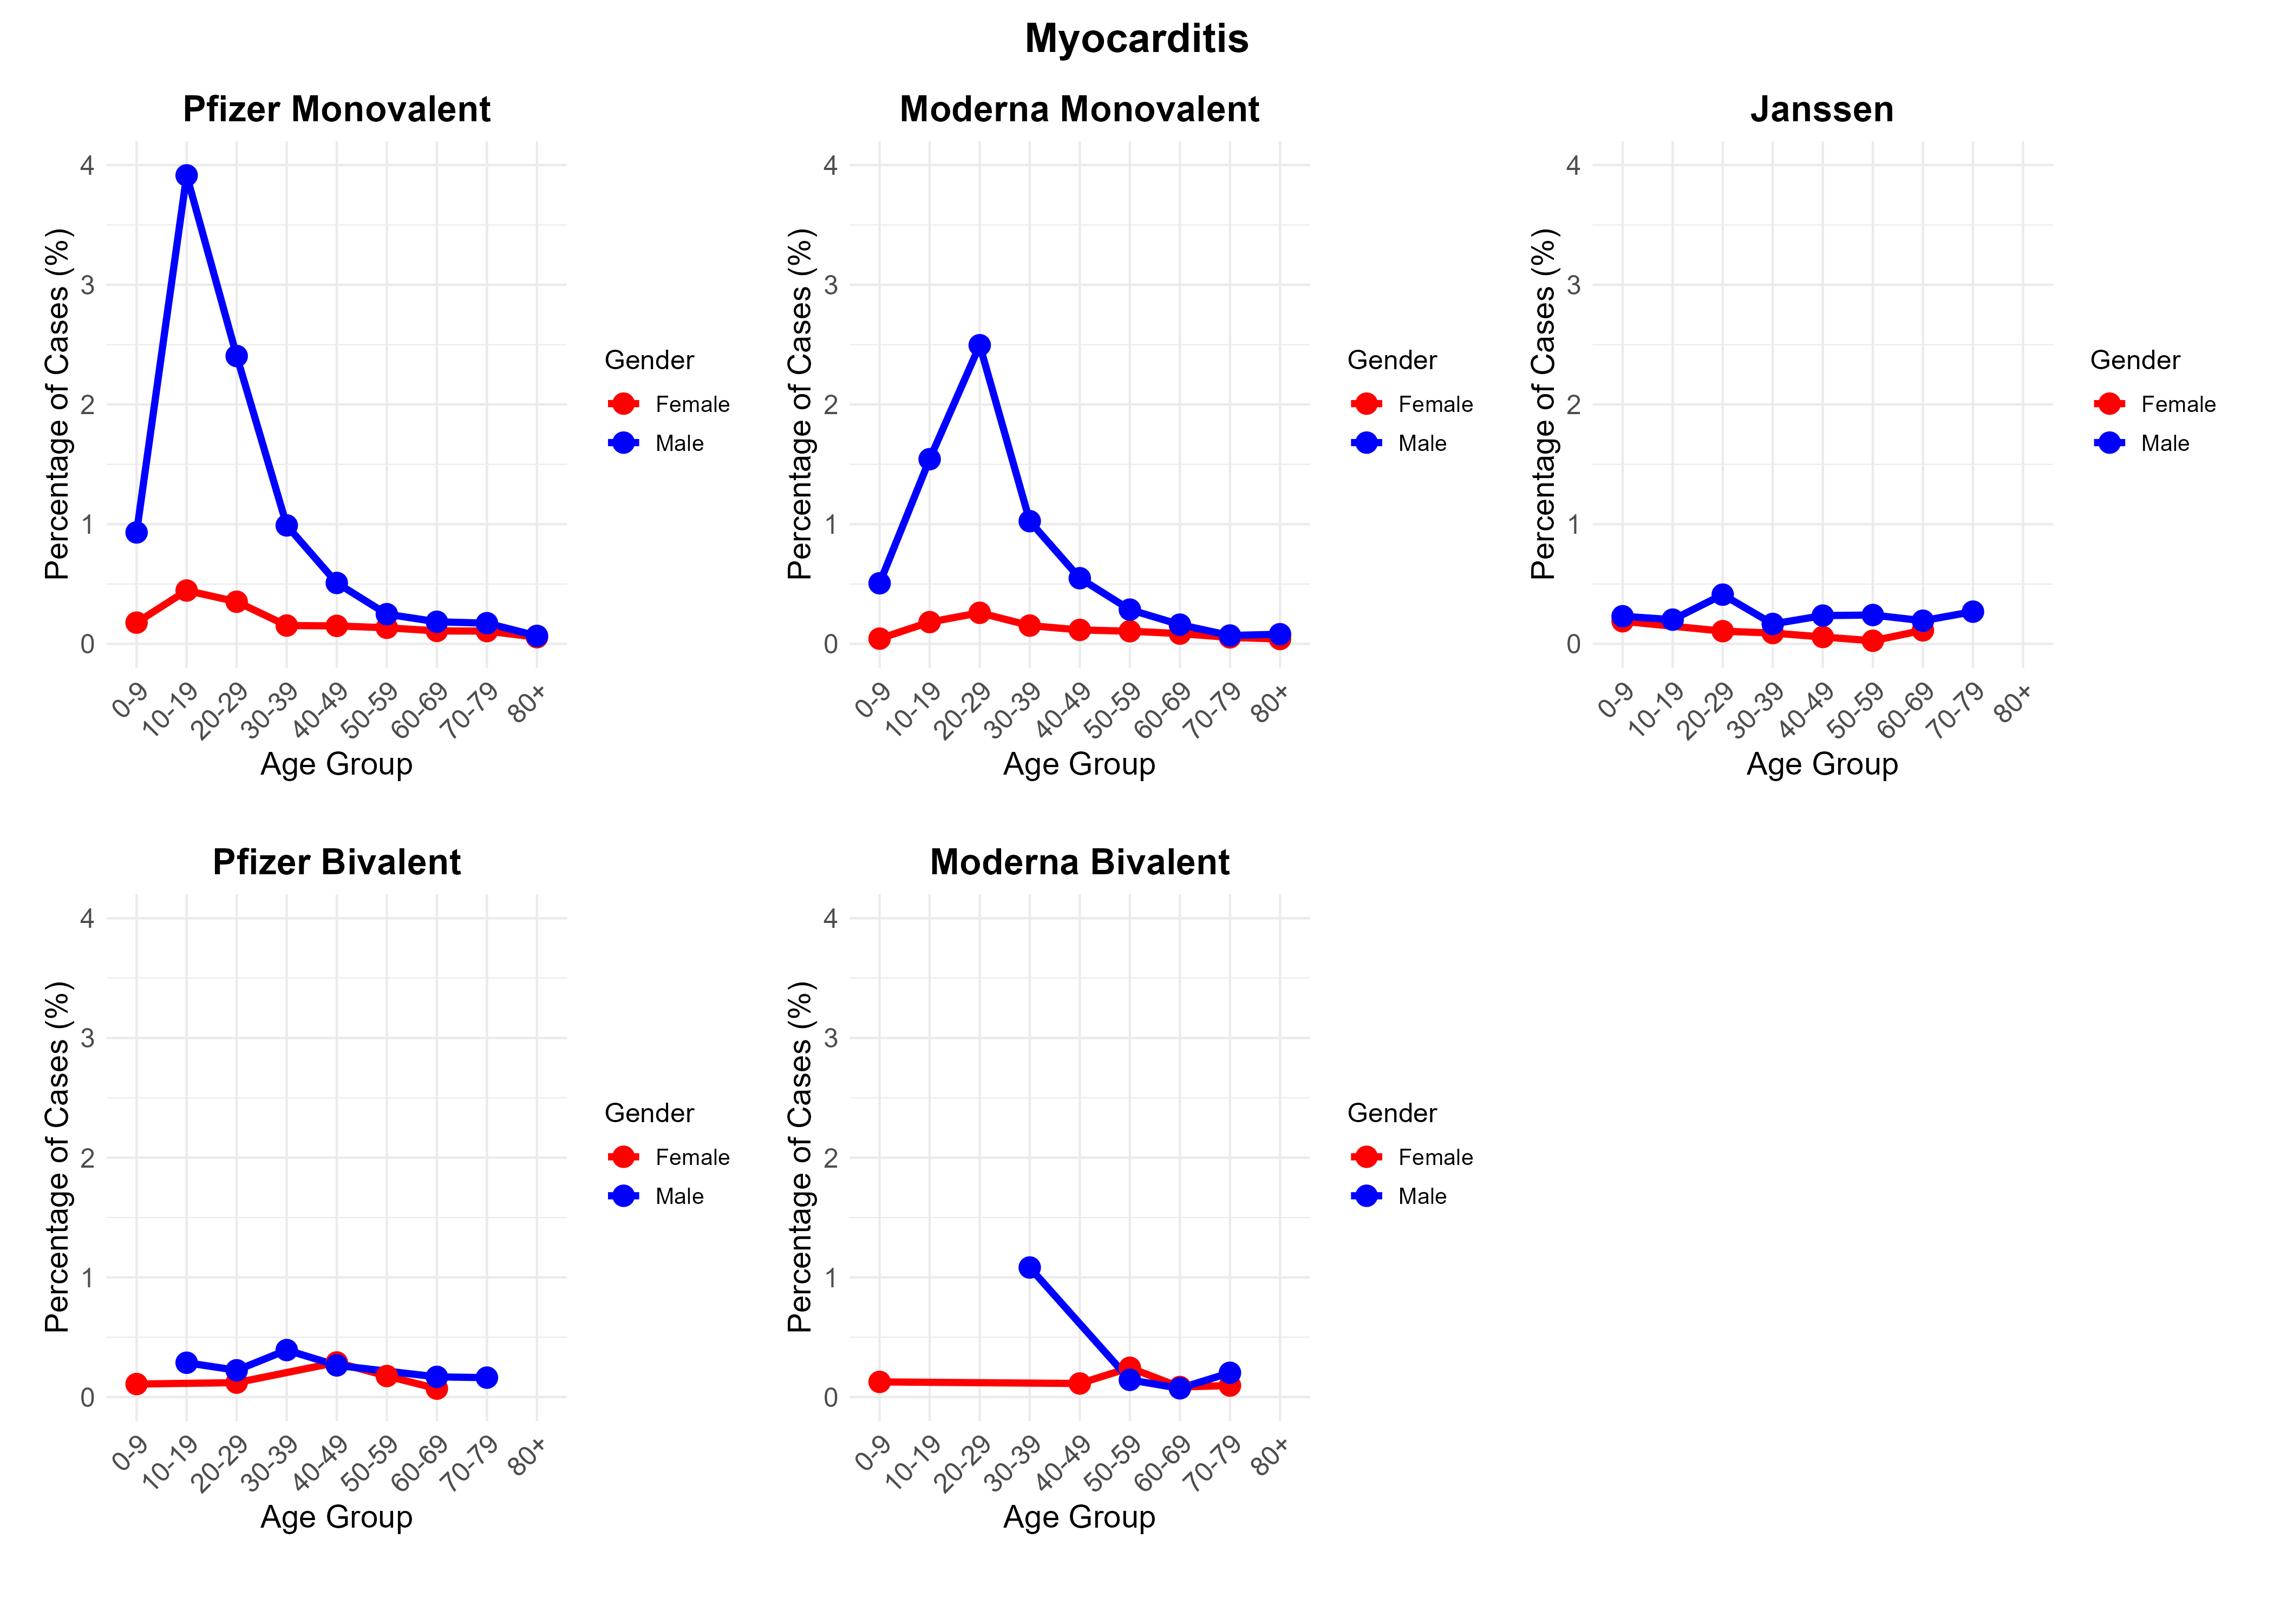 Myocarditis
Pfizer Monovalent
Percentage of Cases (%)
4
3
2
1
0
0-9
10-19
20-29
30-39
40-49
50-59
60-69
70-79
80+
Age Group
Gender
Female
Male
Moderna Monovalent
Percentage of Cases (%)
4
3
2
1
0
0-9
10-19
20-29
30-39
40-49
50-59
60-69
70-79
80+
Age Group
Gender
Female
Male
Janssen
Percentage of Cases (%)
4
3
2
1
0
0-9
10-19
20-29
30-39
40-49
50-59
60-69
70-79
80+
Age Group
Gender
Female
Male
Pfizer Bivalent
Percentage of Cases (%)
4
3
2
1
0
0-9
10-19
20-29
30-39
40-49
50-59
60-69
70-79
80+
Age Group
Gender
Female
Male
Moderna Bivalent
Percentage of Cases (%)
4
3
2
1
0
0-9
10-19
20-29
30-39
40-49
50-59
60-69
70-79
80+
Age Group
Gender
Female
Male